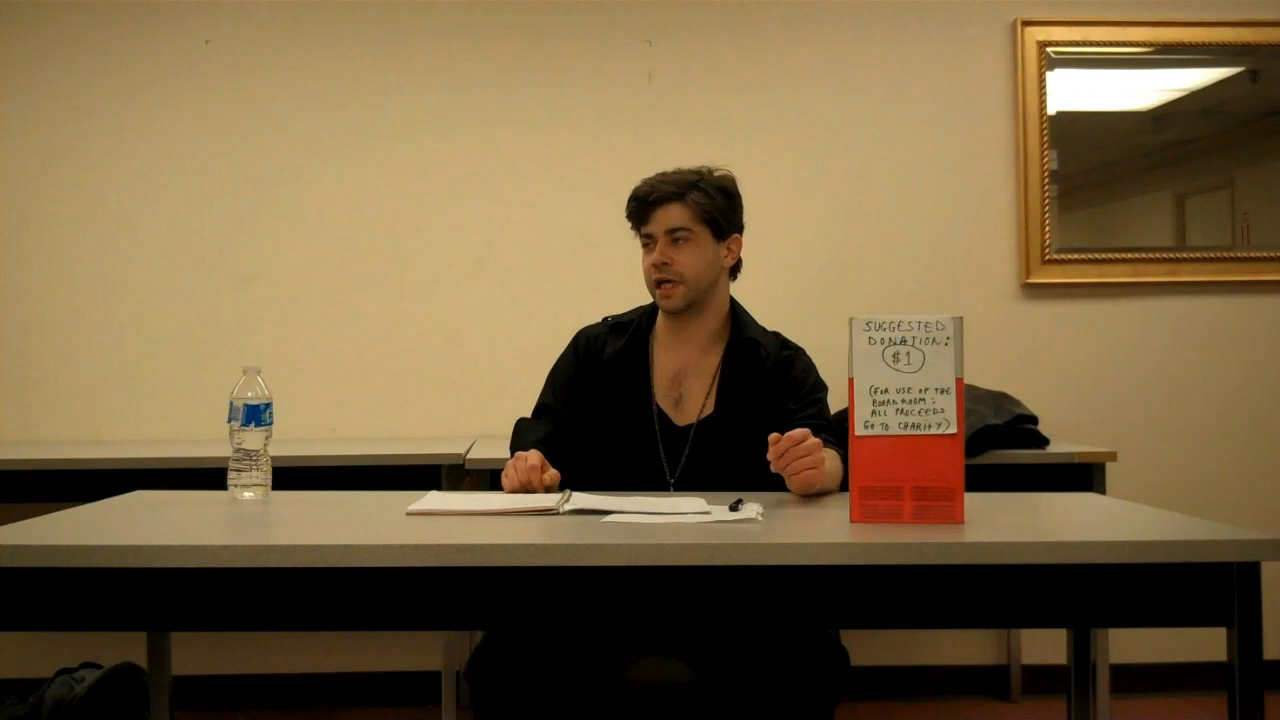 SUGGESTED
DONATION:
$1
(FOR USE OF THE
BOARD ROOM:
ALL PROCEEDS
GO TO CHARITY)